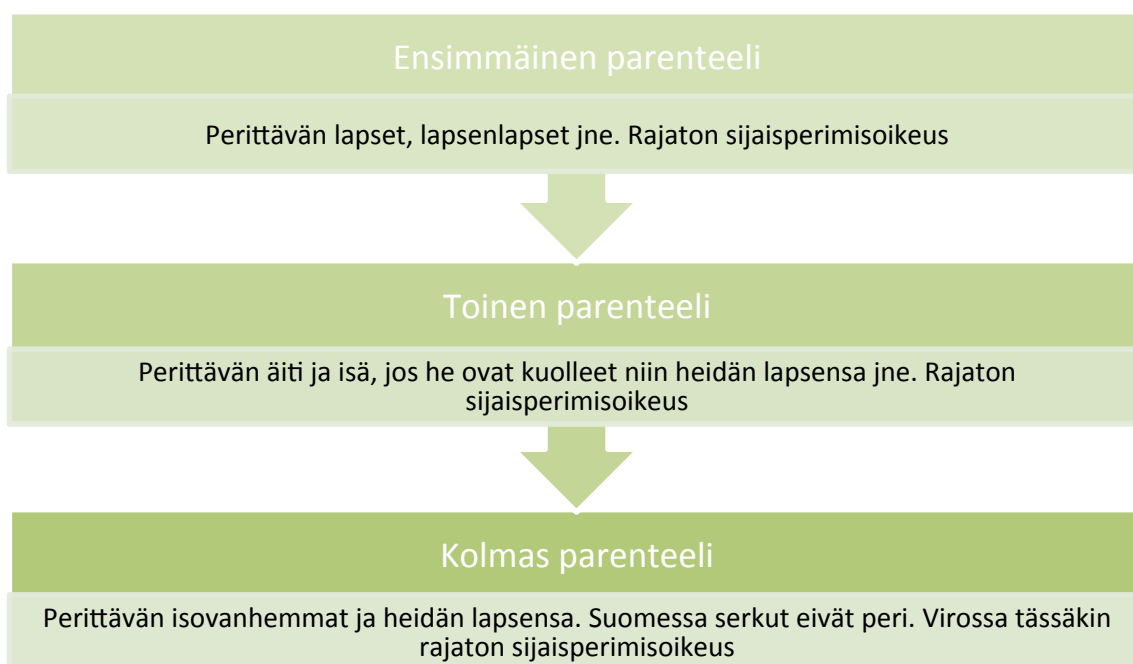 Ensimmäinen parenteeli
Perittävän lapset, lapsenlapset jne. Rajaton sijaisperimisoikeus
Toinen parenteeli
Perittävän äiti ja isä, jos he ovat kuolleet niin heidän lapsensa jne. Rajaton
sijaisperimisoikeus
Kolmas parenteeli
Perittävän isovanhemmat ja heidän lapsensa. Suomessa serkut eivät peri. Virossa tässäkin
rajaton sijaisperimisoikeus